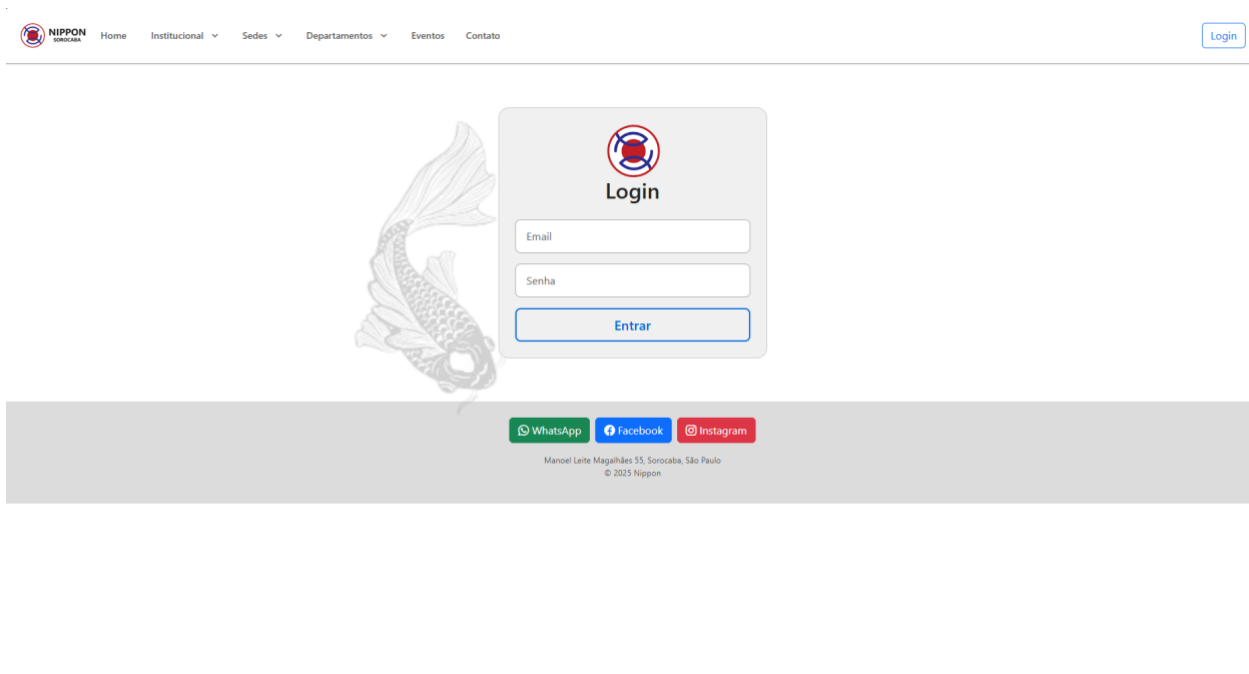 NIPPON
SOROCABA
Home Institucional Sedes Departamentos Eventos Contato
Login
Login
Email
Senha
Entrar
WhatsApp Facebook Instagram
Manoel Leite Magalhães 55, Sorocaba, São Paulo
© 2025 Nippon